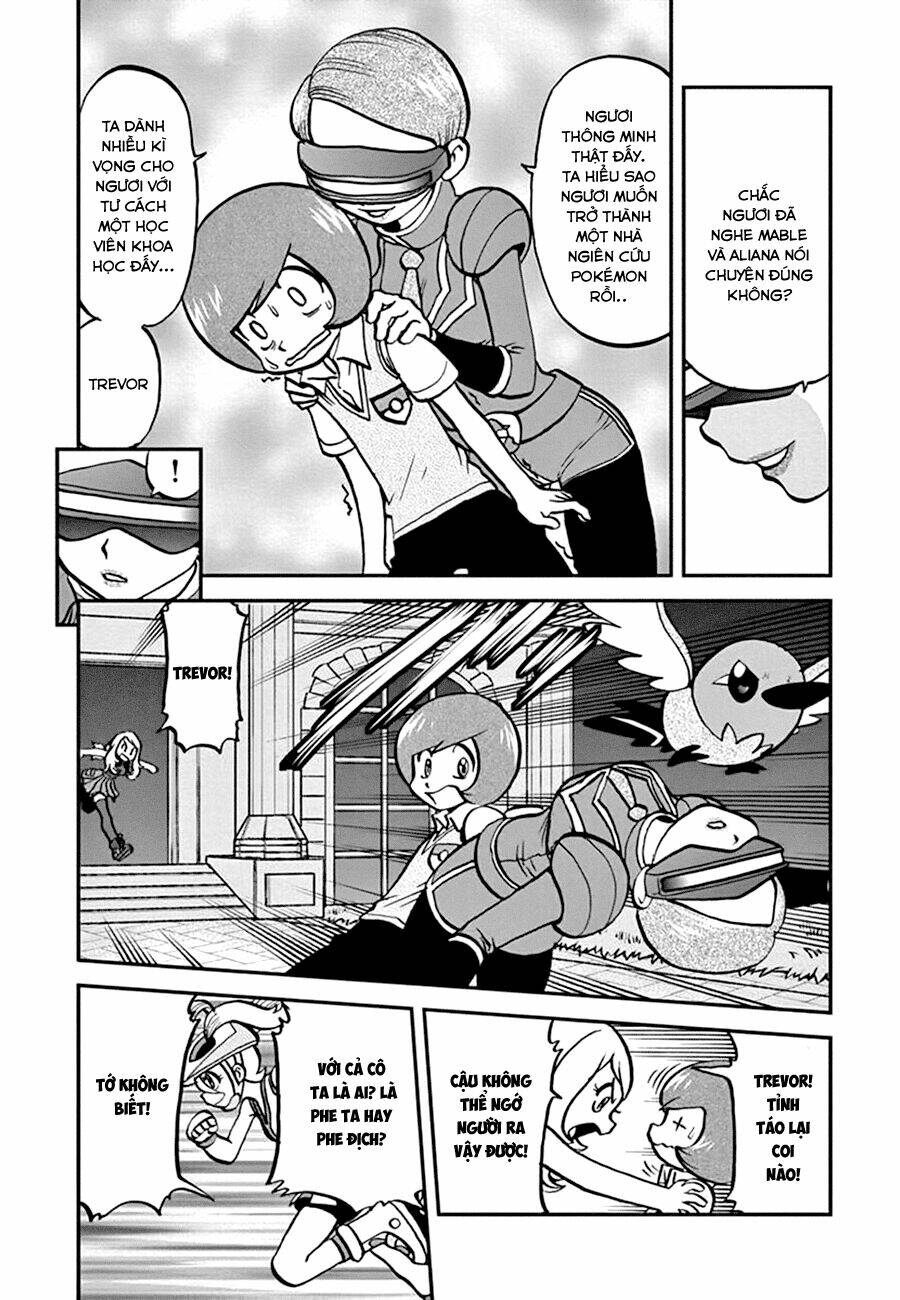 CHẮC
NGƯƠI ĐÃ
NGHE MABLE
VÀ ALIANA NÓI
CHUYỆN ĐÚNG
KHÔNG?
NGƯƠI
THÔNG MINH
THẬT ĐẤY.
TA HIỂU SAO
NGƯƠI MUỐN
TRỞ THÀNH
MỘT NHÀ
NGIÊN CỨU
POKÉMON
RỒI..
TA DÀNH
NHIỀU KÌ
VỌNG CHO
NGƯƠI VỚI
TƯ CÁCH
MỘT HỌC
VIÊN KHOA
HỌC ĐẤY...
TREVOR
!
TREVOR!
TREVOR!
TỈNH
TÁO LẠI
COI
NÀO!
CẬU KHÔNG
THỂ NGỚ
NGƯỜI RA
VẬY ĐƯỢC!
VỚI CẢ CÔ
TA LÀ AI? LÀ
PHE TA HAY
PHE ĐỊCH?
TỚ KHÔNG
BIẾT!